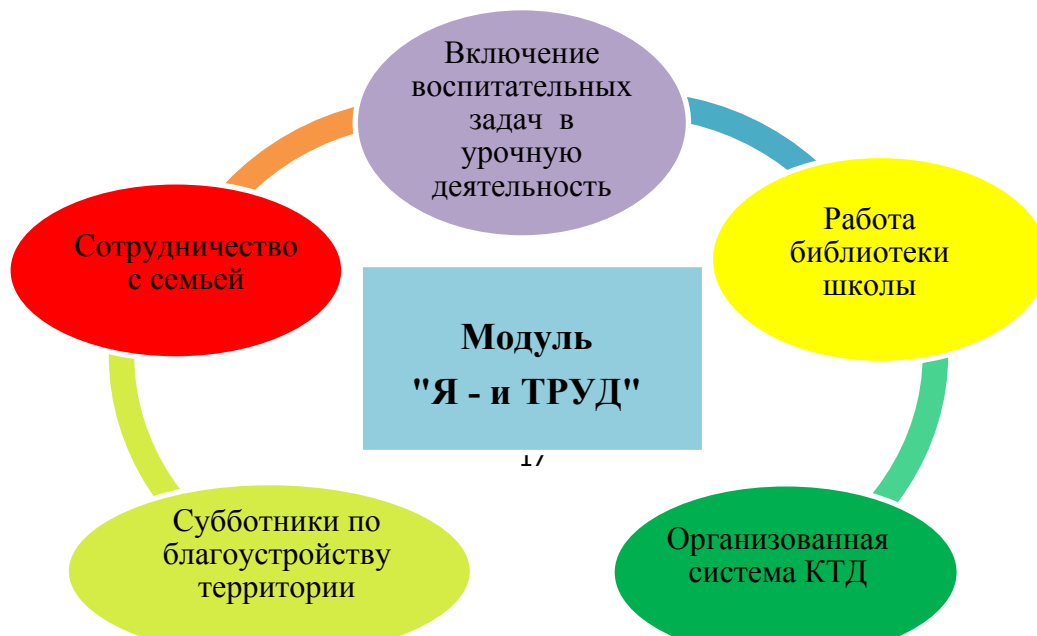 Включение
воспитательных
задач в
урочную
деятельность
Сотрудничество
с семьей
Работа
библиотеки
школы
Модуль
"Я - и ТРУД"
17
Субботники по
благоустройству
территории
Организованная
система КТД